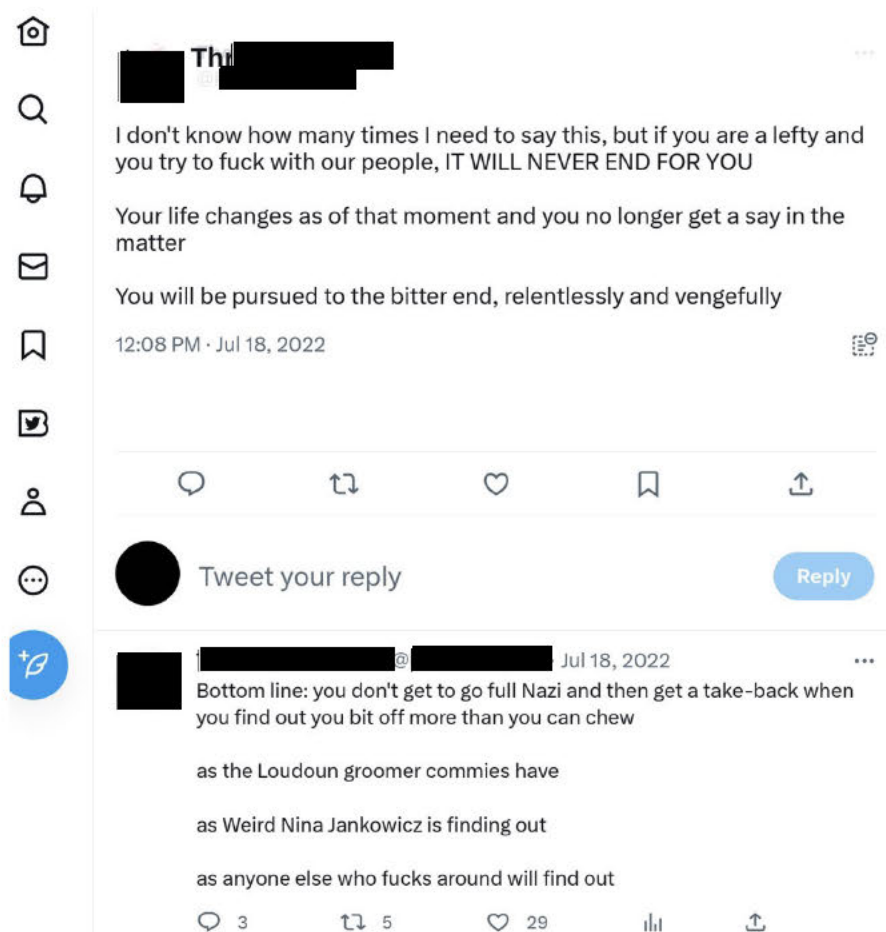 Thr
I don't know how many times I need to say this, but if you are a lefty and
you try to fuck with our people, IT WILL NEVER END FOR YOU
Your life changes as of that moment and you no longer get a say in the
matter
You will be pursued to the bitter end, relentlessly and vengefully
12:08 PM · Jul 18, 2022
Tweet your reply
Reply
@ Jul 18, 2022
Bottom line: you don't get to go full Nazi and then get a take-back when
you find out you bit off more than you can chew
as the Loudoun groomer commies have
as Weird Nina Jankowicz is finding out
as anyone else who fucks around will find out
3 5 29